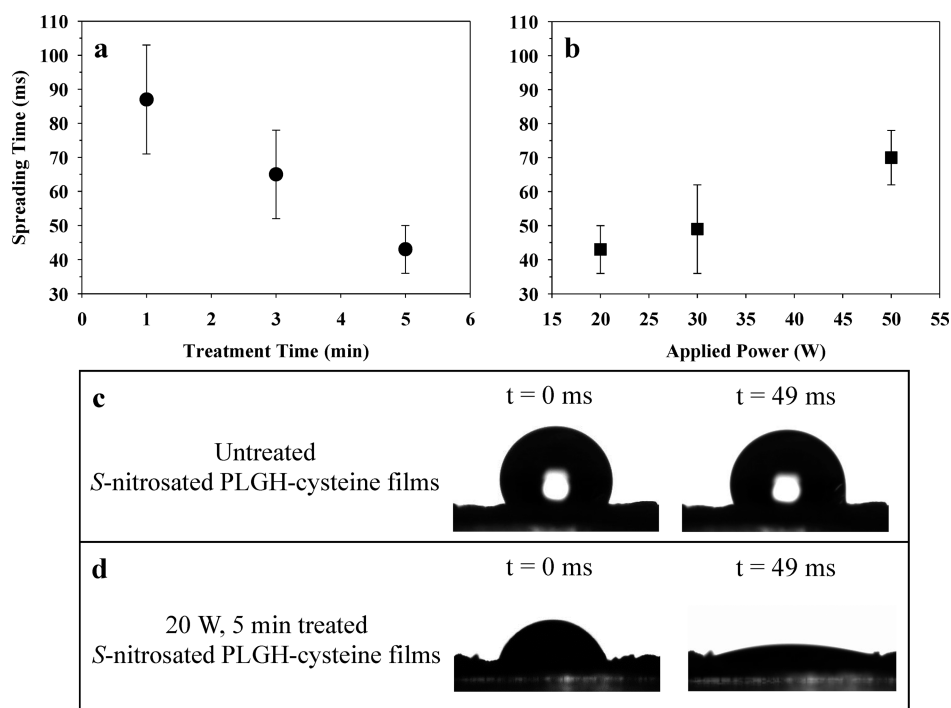 110
100
90
80
70
60
50
40
30
Spreading Time (ms)
a
0 1 2 3 4 5 6
Treatment Time (min)
110
100
90
80
70
60
50
40
30
b
15 20 25 30 35 40 45 50 55
Applied Power (W)
c
t = 0 ms t = 49 ms
Untreated
S-nitrosated PLGH-cysteine films
d
t = 0 ms t = 49 ms
20 W, 5 min treated
S-nitrosated PLGH-cysteine films